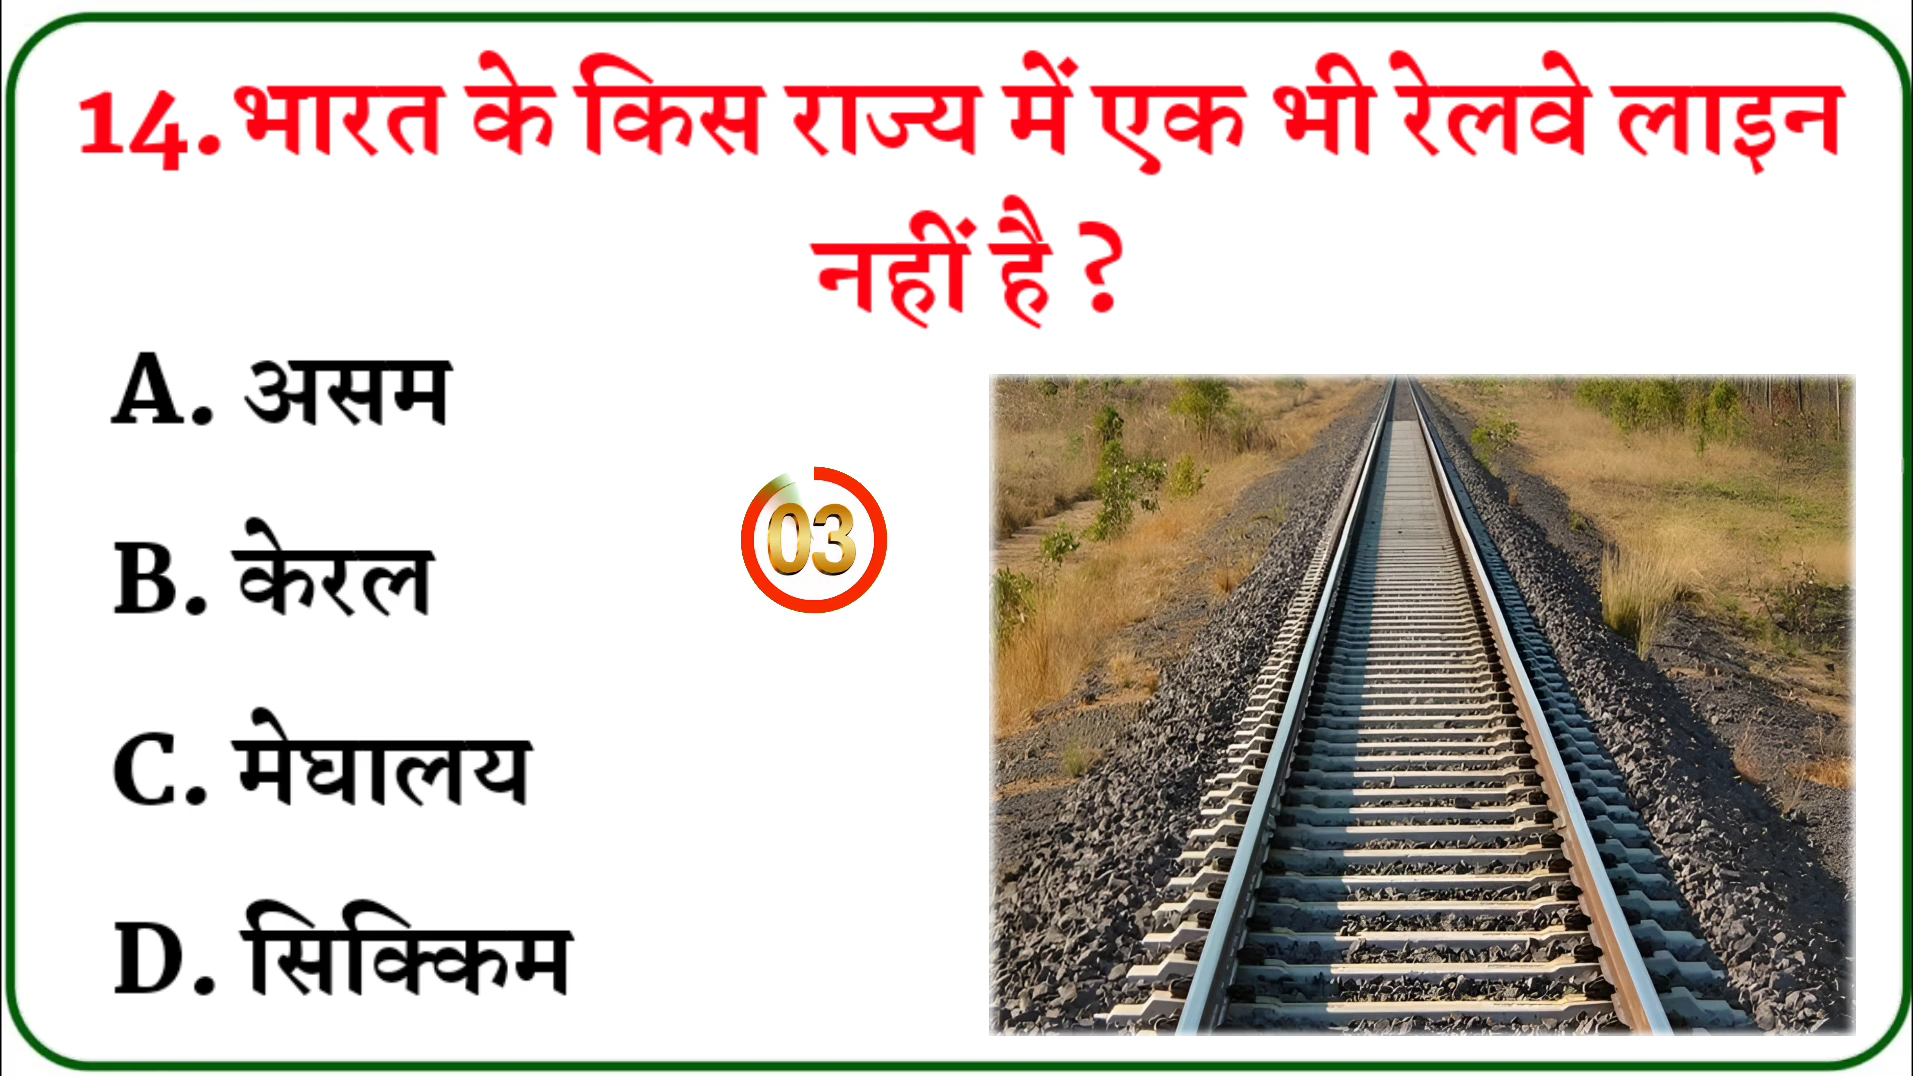 14. भारत के किस राज्य में एक भी रेलवे लाइन
नहीं है ?
A. असम
B. केरल
03
C. मेघालय
D. सिक्किम